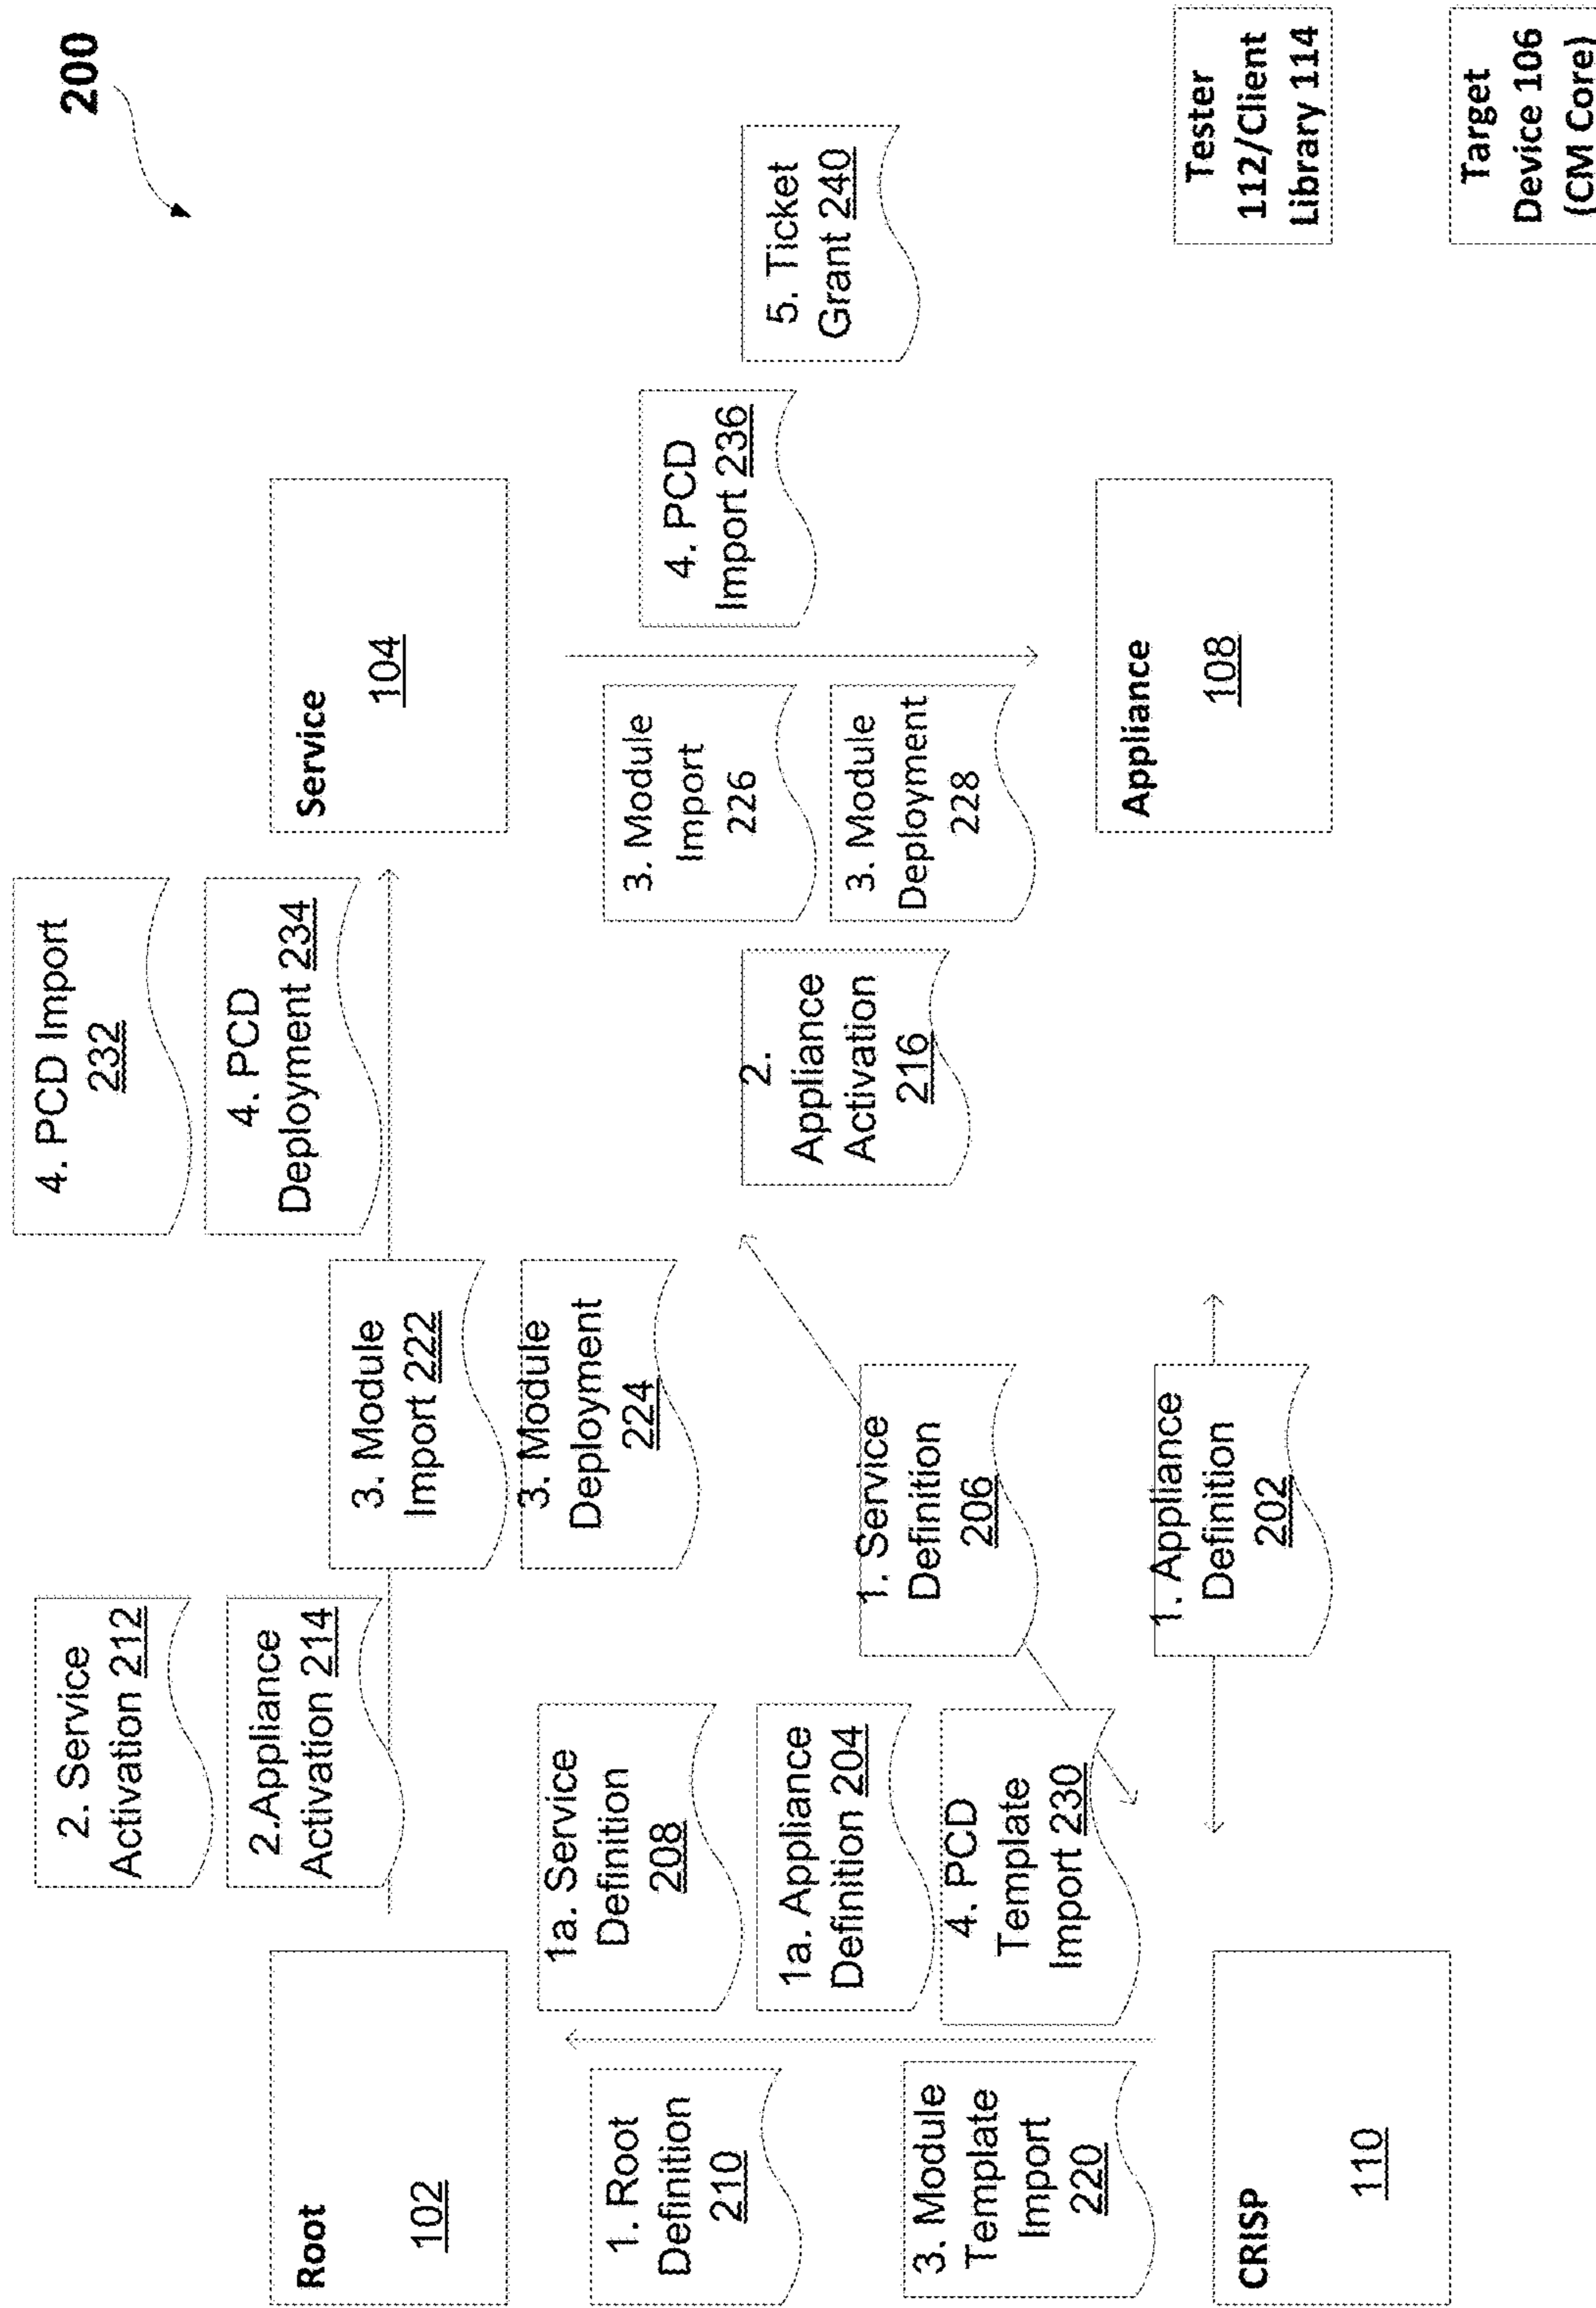 200
4. PCD Import
232
4. PCD
Deployment 234
2. Service
Activation 212
2.Appliance
Activation 214
3. Module
Import 222
3. Module
Deployment
224
Root
102
Service
104
1. Root
Definition
210
1a. Service
Definition
208
1a. Appliance
Definition 204
3. Module
Template
Import
220
4. PCD
Template
Import 230
1. Service
Definition
206
1. Appliance
Definition
202
2.
Appliance
Activation
216
3. Module
Import
226
3. Module
Deployment
228
4. PCD
Import 236
5. Ticket
Grant 240
CRISP
110
Appliance
108
Tester
112/Client
Library 114
Target
Device 106
(CM Core)